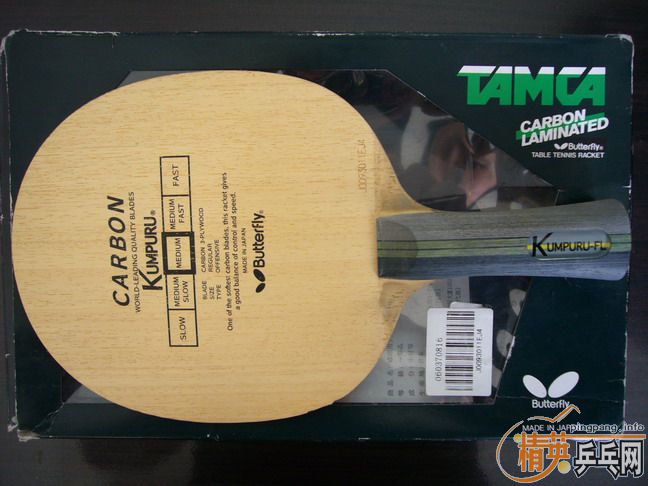 TAMCA
CARBON
LAMINATED
Butterfly®
TABLE TENNIS RACKET
CARBON
WORLD-LEADING QUALITY BLADES
KUMPURU®
SLOW
MEDIUM SLOW
MEDIUM
MEDIUM FAST
FAST
BLADE CARBON 3-PLYWOOD
SIZE REGULAR
TYPE OFFENSIVE
One of the softest carbon blades, this racket gives
a good balance of control and speed.
MADE IN JAPAN
Butterfly®
J0093011EJ4
KUMPURU-FL
060370816
J0093011EJ4
Butterfly®
MADE IN JAPAN
pingpang.info
精英乒乓网